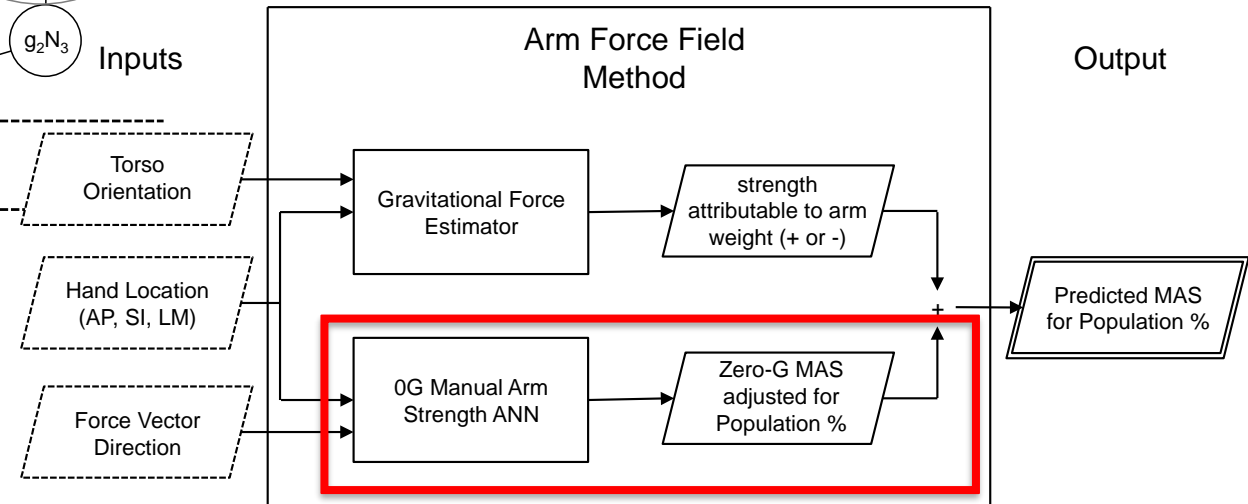 g₂N₃
Inputs
Arm Force Field
Method
Output
Torso
Orientation
Gravitational Force
Estimator
strength
attributable to arm
weight (+ or -)
Hand Location
(AP, SI, LM)
+
Predicted MAS
for Population %
Force Vector
Direction
0G Manual Arm
Strength ANN
Zero-G MAS
adjusted for
Population %